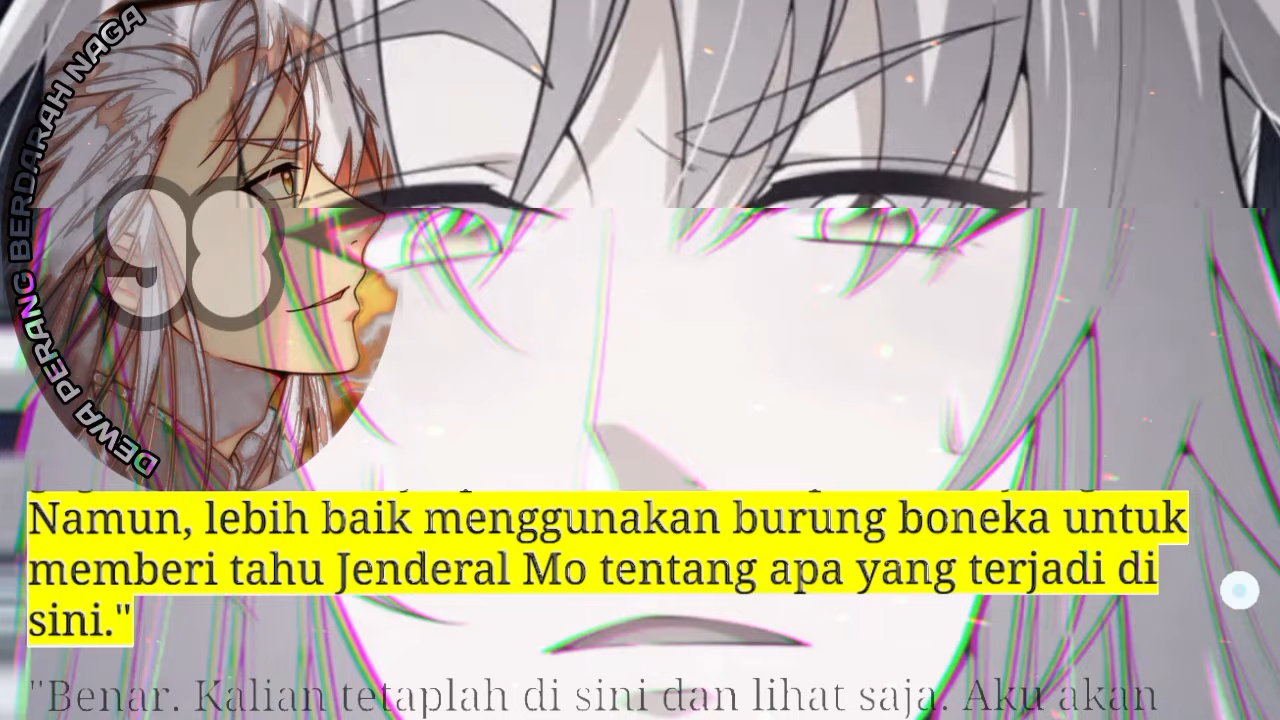 DEWA PERANG BERDARAH NAGA
98
Namun, lebih baik menggunakan burung boneka untuk
memberi tahu Jenderal Mo tentang apa yang terjadi di
sini."
"Benar. Kalian tetaplah di sini dan lihat saja. Aku akan